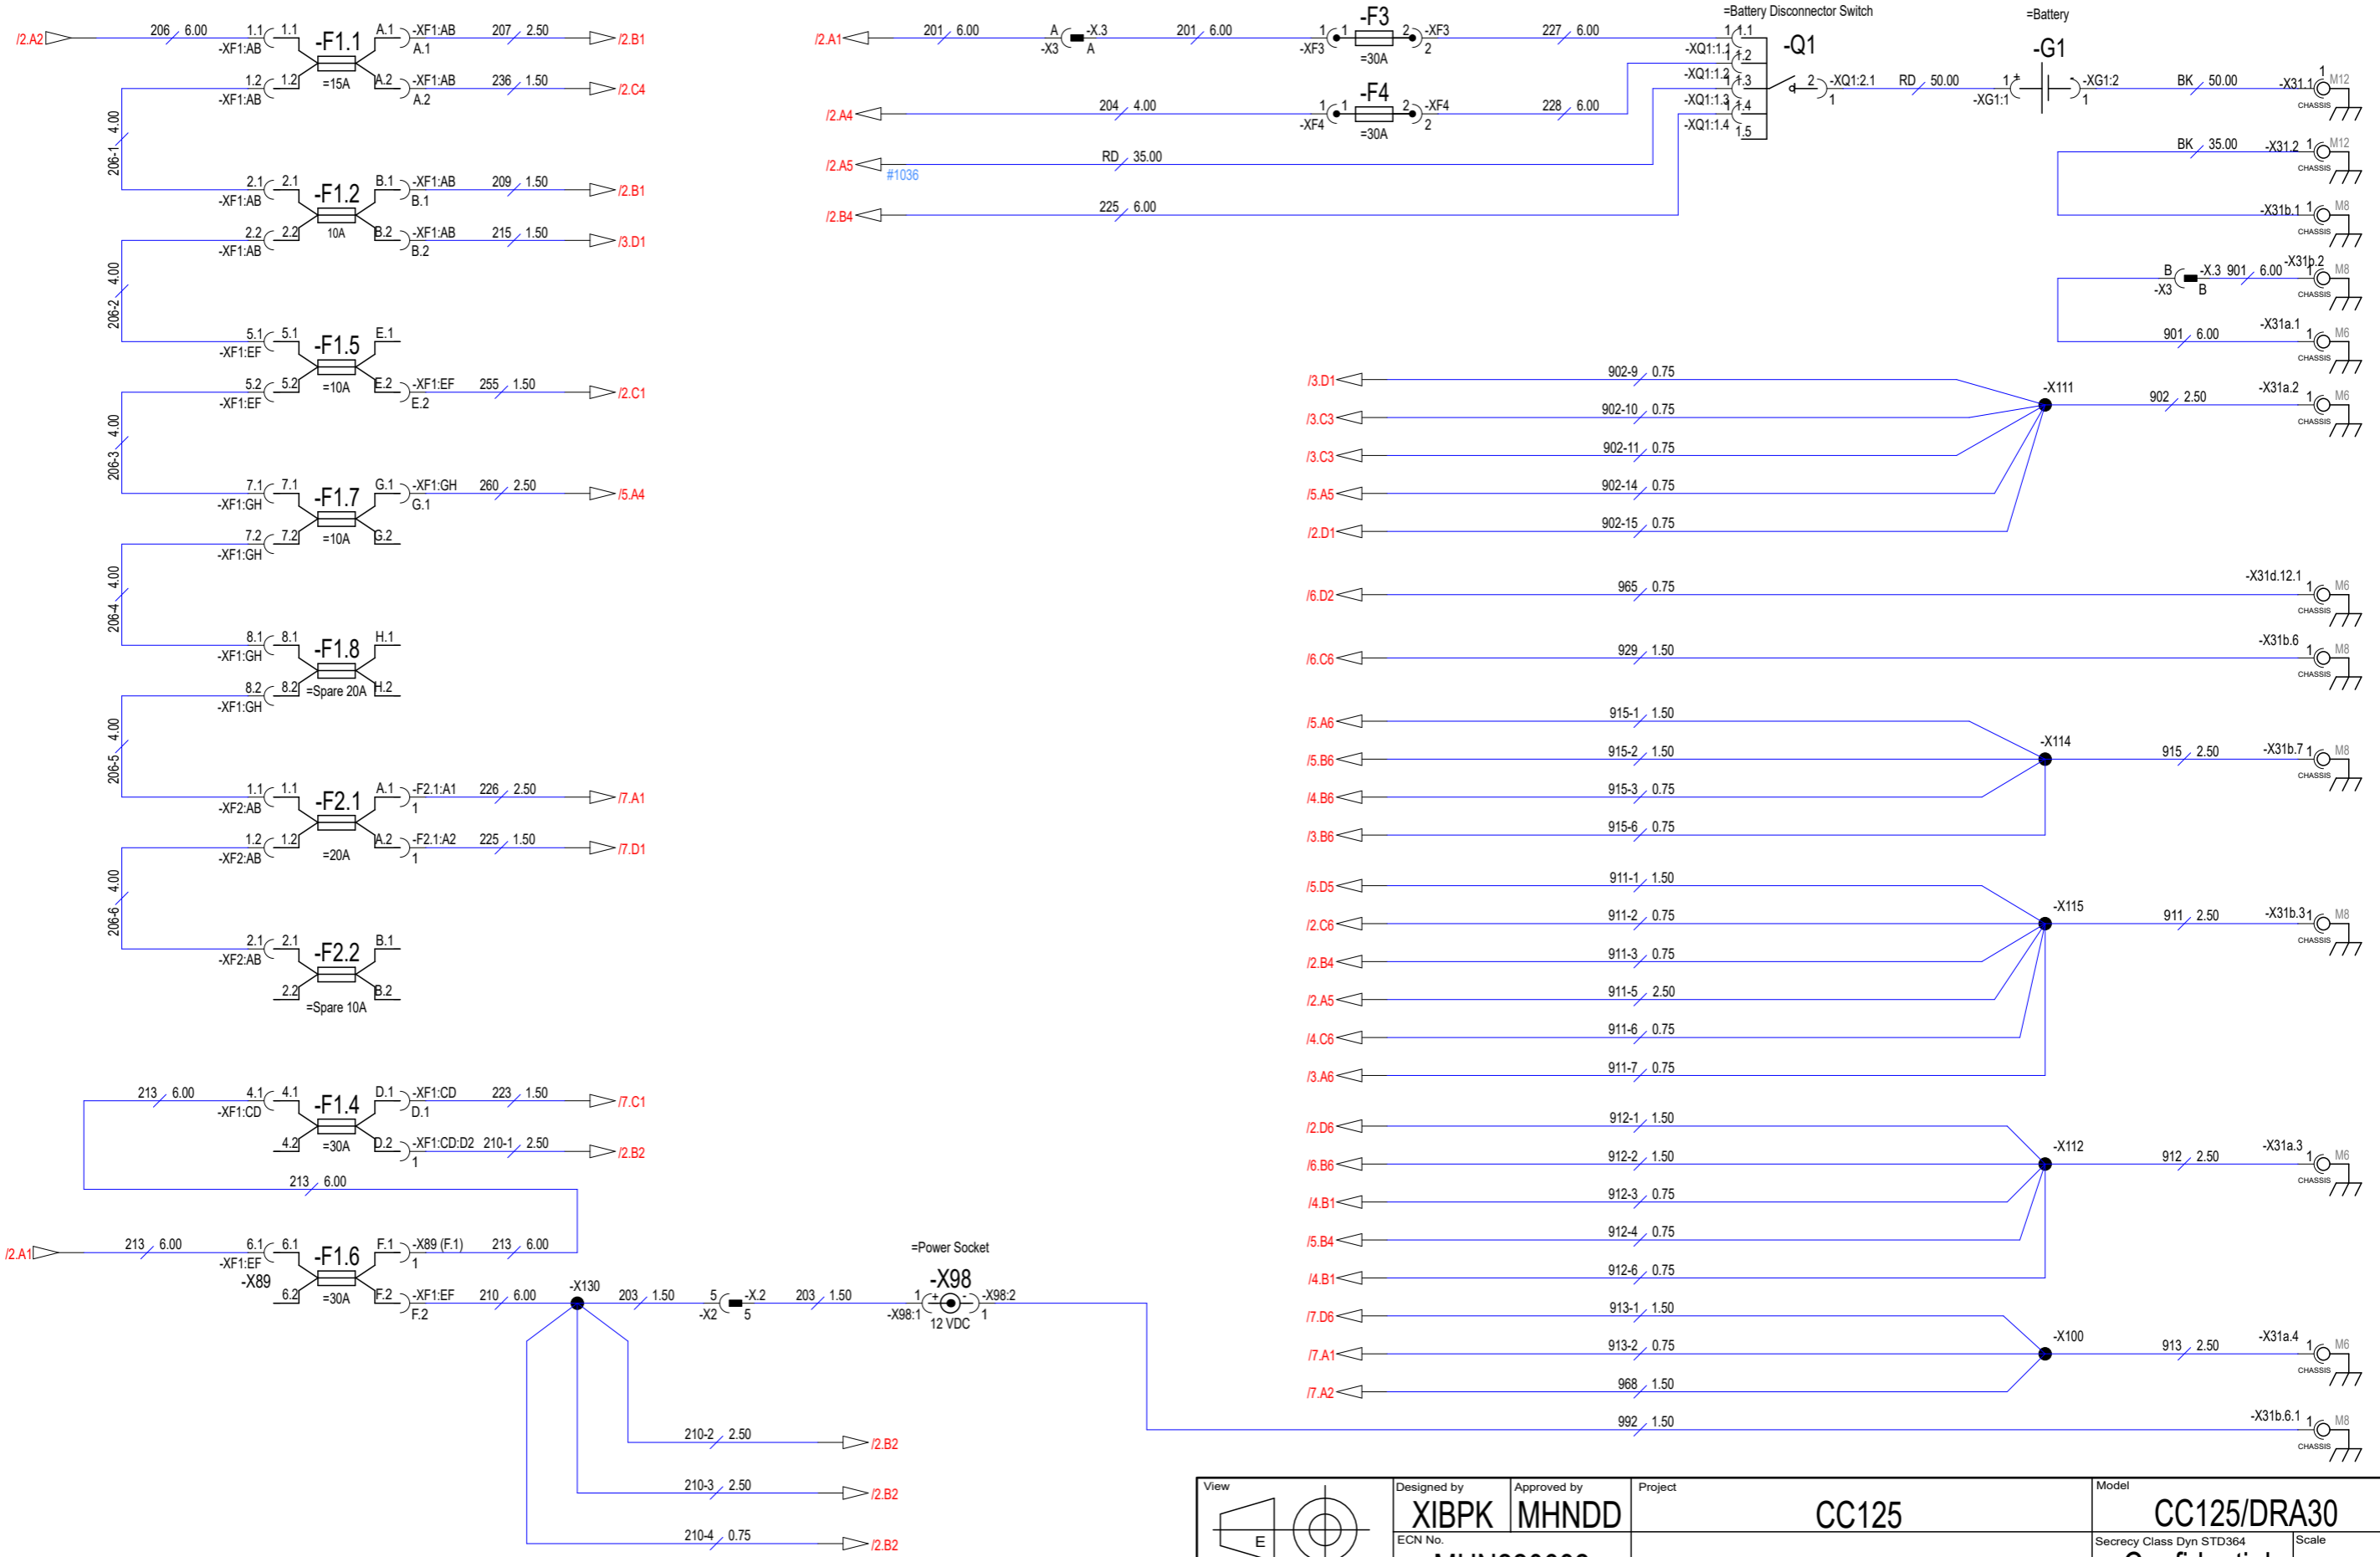 /2.A2 206 6.00 1.1 1.1 -XF1:AB -F1.1 =15A A.1 -XF1:AB A.1 207 2.50 /2.B1
1.2 1.2 -XF1:AB A.2 -XF1:AB A.2 236 1.50 /2.C4
206-1 4.00
2.1 2.1 -XF1:AB -F1.2 10A B.1 -XF1:AB B.1 209 1.50 /2.B1
2.2 2.2 -XF1:AB B.2 -XF1:AB B.2 215 1.50 /3.D1
206-2 4.00
5.1 5.1 -XF1:EF -F1.5 =10A E.1
5.2 5.2 -XF1:EF E.2 -XF1:EF E.2 255 1.50 /2.C1
206-3 4.00
7.1 7.1 -XF1:GH -F1.7 =10A G.1 -XF1:GH G.1 260 2.50 /5.A4
7.2 7.2 -XF1:GH G.2
206-4 4.00
8.1 8.1 -XF1:GH -F1.8 =Spare 20A H.1
8.2 8.2 -XF1:GH H.2
206-5 4.00
1.1 1.1 -XF2:AB -F2.1 =20A A.1 -F2.1:A1 1 226 2.50 /7.A1
1.2 1.2 -XF2:AB A.2 -F2.1:A2 1 225 1.50 /7.D1
206-6 4.00
2.1 2.1 -XF2:AB -F2.2 =Spare 10A B.1
2.2 B.2
213 6.00 4.1 4.1 -XF1:CD -F1.4 =30A D.1 -XF1:CD D.1 223 1.50 /7.C1
4.2 D.2 -XF1:CD:D2 1 210-1 2.50 /2.B2
213 6.00
/2.A1 213 6.00 6.1 6.1 -XF1:EF -X89 -F1.6 =30A F.1 -X89 (F.1) 1 213 6.00
6.2 F.2 -XF1:EF F.2 210 6.00 -X130 203 1.50 5 -X2 -X.2 5 203 1.50 1 -X98:1 + - -X98:2 1
=Power Socket
-X98
12 VDC
210-2 2.50 /2.B2
210-3 2.50 /2.B2
210-4 0.75 /2.B2
/2.A1 201 6.00 A -X3 -X.3 A 201 6.00 1 1 -XF3 -F3 =30A 2 -XF3 2 227 6.00
/2.A4 204 4.00 1 1 -XF4 -F4 =30A 2 -XF4 2 228 6.00
/2.A5 #1036 RD 35.00
/2.B4 225 6.00
=Battery Disconnector Switch
1 1.1 -XQ1:1.1
1 1.2 -XQ1:1.2
1 1.3 -XQ1:1.3
1 1.4 -XQ1:1.4
1.5
-Q1 2 -XQ1:2.1 1 RD 50.00
=Battery
-G1 1 + -XG1:1 - -XG1:2 1 BK 50.00 -X31.1 1 M12 CHASSIS
BK 35.00 -X31.2 1 M12 CHASSIS
-X31b.1 1 M8 CHASSIS
B -X3 -X.3 B 901 6.00 -X31b.2 1 M8 CHASSIS
901 6.00 -X31a.1 1 M6 CHASSIS
/3.D1 902-9 0.75
/3.C3 902-10 0.75 -X111 902 2.50 -X31a.2 1 M6 CHASSIS
/3.C3 902-11 0.75
/5.A5 902-14 0.75
/2.D1 902-15 0.75
/6.D2 965 0.75 -X31d.12.1 1 M6 CHASSIS
/6.C6 929 1.50 -X31b.6 1 M8 CHASSIS
/5.A6 915-1 1.50
/5.B6 915-2 1.50 -X114 915 2.50 -X31b.7 1 M8 CHASSIS
/4.B6 915-3 0.75
/3.B6 915-6 0.75
/5.D5 911-1 1.50
/2.C6 911-2 0.75 -X115 911 2.50 -X31b.3 1 M8 CHASSIS
/2.B4 911-3 0.75
/2.A5 911-5 2.50
/4.C6 911-6 0.75
/3.A6 911-7 0.75
/2.D6 912-1 1.50
/6.B6 912-2 1.50 -X112 912 2.50 -X31a.3 1 M6 CHASSIS
/4.B1 912-3 0.75
/5.B4 912-4 0.75
/4.B1 912-6 0.75
/7.D6 913-1 1.50
/7.A1 913-2 0.75 -X100 913 2.50 -X31a.4 1 M6 CHASSIS
/7.A2 968 1.50
992 1.50 -X31b.6.1 1 M8 CHASSIS
View E
Designed by XIBPK
Approved by MHNDD
Project CC125
Model CC125/DRA30
ECN No.
Secrecy Class Dyn STD364
Scale